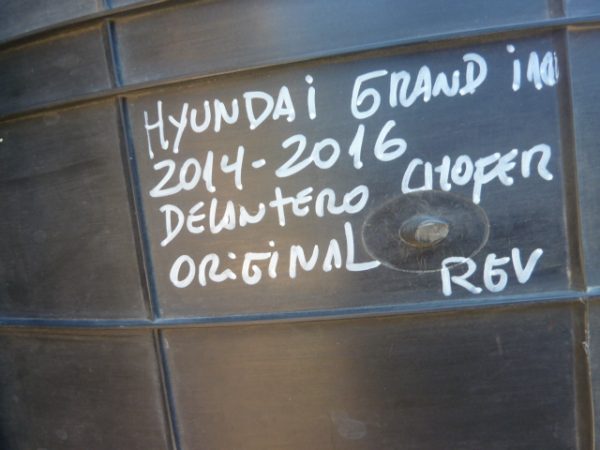 HYUNDAI GRAND i10
2014-2016
DELANTERO CHOFER
ORIGINAL REV